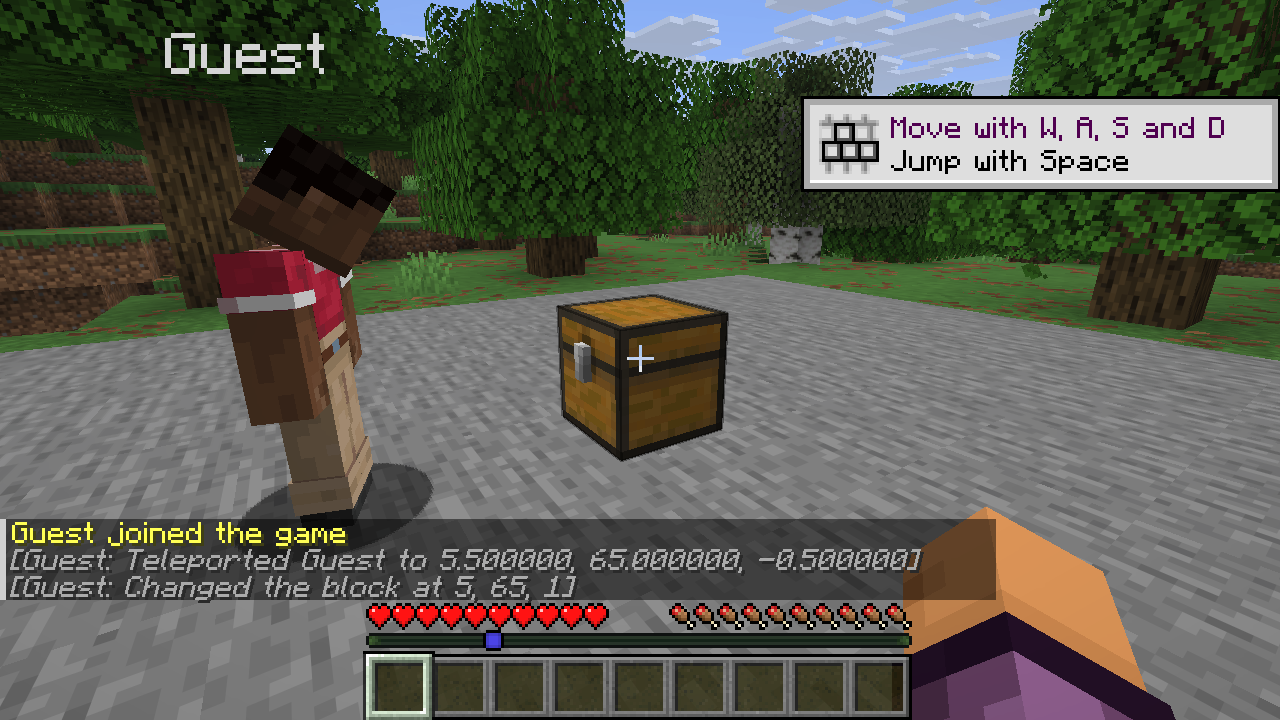 Guest
Move with W, A, S and D
Jump with Space
Guest joined the game
[Guest: Teleported Guest to 5.500000, 65.000000, -0.500000]
[Guest: Changed the block at 5, 65, 1]